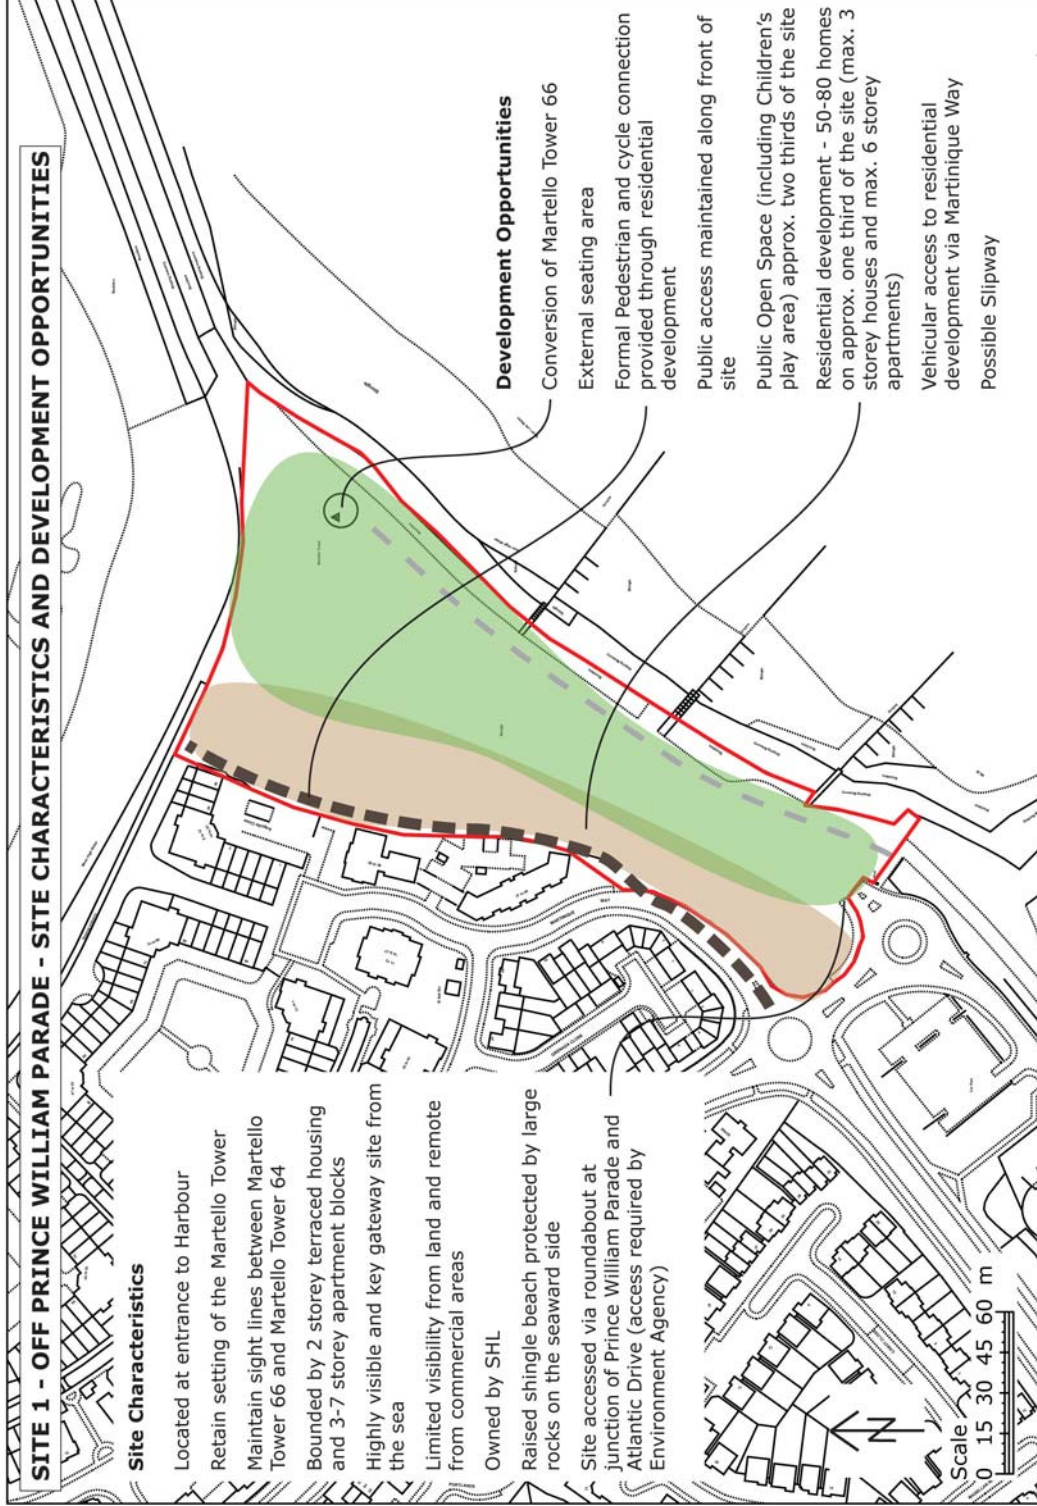 SITE 1 - OFF PRINCE WILLIAM PARADE - SITE CHARACTERISTICS AND DEVELOPMENT OPPORTUNITIES
Site Characteristics
Located at entrance to Harbour
Retain setting of the Martello Tower
Maintain sight lines between Martello
Tower 66 and Martello Tower 64
Bounded by 2 storey terraced housing
and 3-7 storey apartment blocks
Highly visible and key gateway site from
the sea
Limited visibility from land and remote
from commercial areas
Owned by SHL
Raised shingle beach protected by large
rocks on the seaward side
Site accessed via roundabout at
junction of Prince William Parade and
Atlantic Drive (access required by
Environment Agency)
Development Opportunities
Conversion of Martello Tower 66
External seating area
Formal Pedestrian and cycle connection
provided through residential
development
Public access maintained along front of
site
Public Open Space (including Children's
play area) approx. two thirds of the site
Residential development - 50-80 homes
on approx. one third of the site (max. 3
storey houses and max. 6 storey
apartments)
Vehicular access to residential
development via Martinique Way
Possible Slipway
MARTINIQUE
WAY
N
Scale
0 15 30 45 60 m